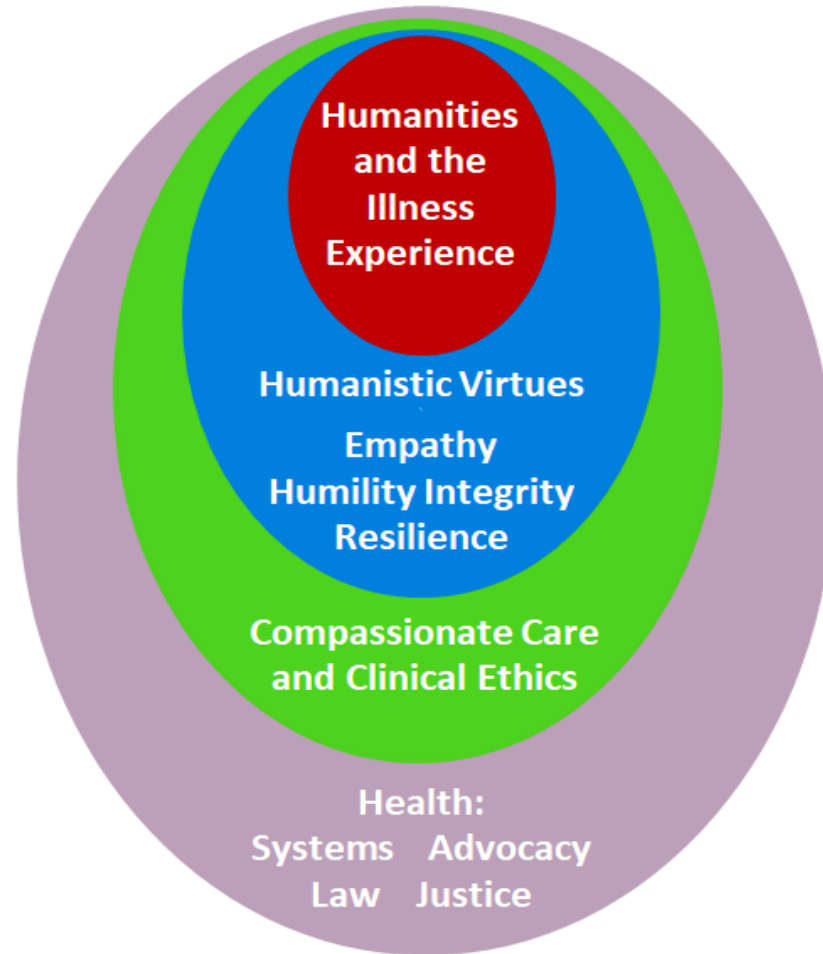 Humanities
and the
Illness
Experience
Humanistic Virtues
Empathy
Humility Integrity
Resilience
Compassionate Care
and Clinical Ethics
Health:
Systems Advocacy
Law Justice